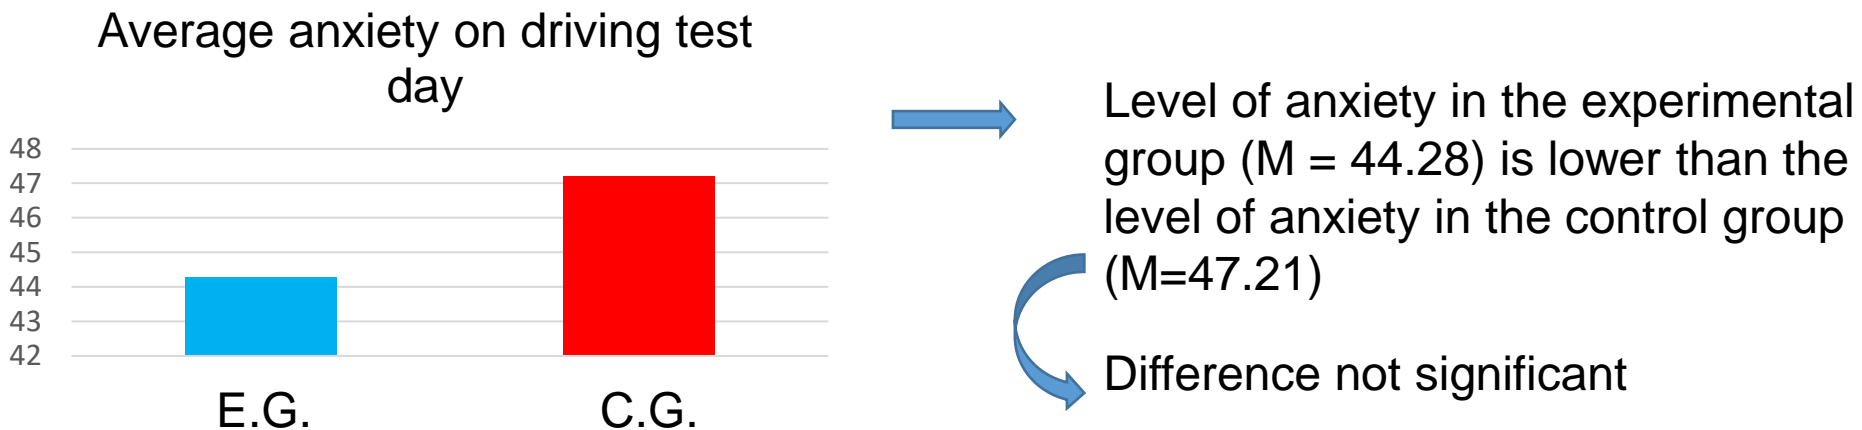 Average anxiety on driving test
day
48
47
46
45
44
43
42
E.G.
C.G.
Level of anxiety in the experimental
group (M = 44.28) is lower than the
level of anxiety in the control group
(M=47.21)
Difference not significant